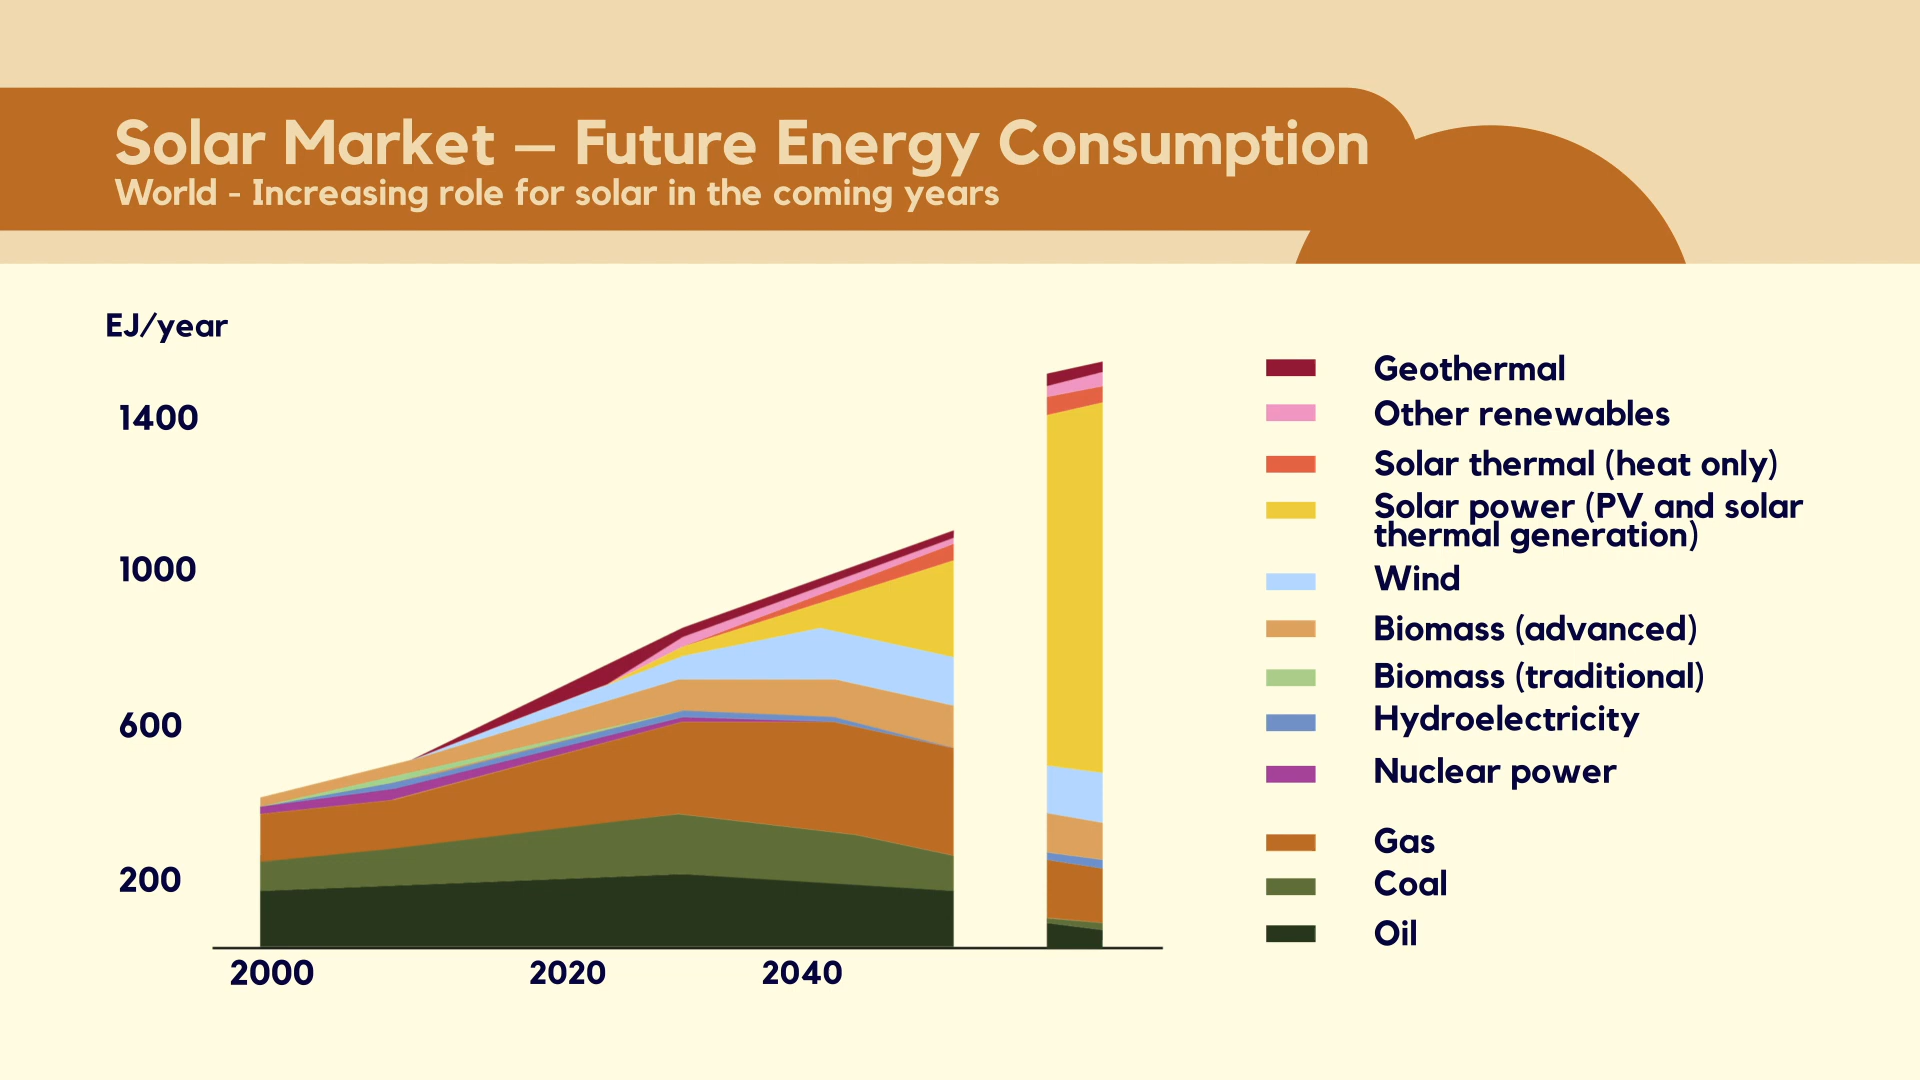 Solar Market – Future Energy Consumption
World - Increasing role for solar in the coming years
EJ/year
1400
1000
600
200
2000
2020
2040
Geothermal
Other renewables
Solar thermal (heat only)
Solar power (PV and solar
thermal generation)
Wind
Biomass (advanced)
Biomass (traditional)
Hydroelectricity
Nuclear power
Gas
Coal
Oil